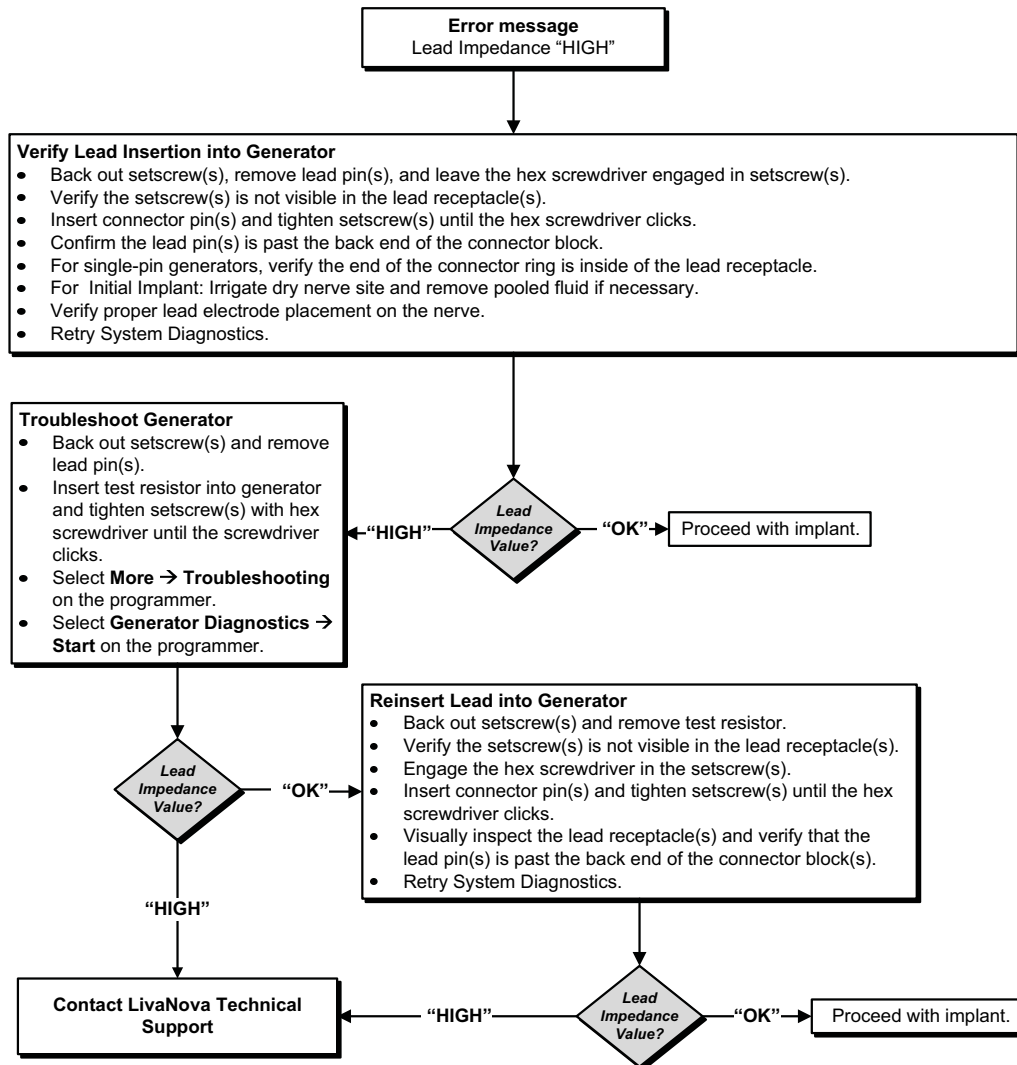 Error message
Lead Impedance “HIGH”
Verify Lead Insertion into Generator
• Back out setscrew(s), remove lead pin(s), and leave the hex screwdriver engaged in setscrew(s).
• Verify the setscrew(s) is not visible in the lead receptacle(s).
• Insert connector pin(s) and tighten setscrew(s) until the hex screwdriver clicks.
• Confirm the lead pin(s) is past the back end of the connector block.
• For single-pin generators, verify the end of the connector ring is inside of the lead receptacle.
• For Initial Implant: Irrigate dry nerve site and remove pooled fluid if necessary.
• Verify proper lead electrode placement on the nerve.
• Retry System Diagnostics.
Lead
Impedance
Value?
“OK”
Proceed with implant.
“HIGH”
Troubleshoot Generator
• Back out setscrew(s) and remove
lead pin(s).
• Insert test resistor into generator
and tighten setscrew(s) with hex
screwdriver until the screwdriver
clicks.
• Select More → Troubleshooting
on the programmer.
• Select Generator Diagnostics →
Start on the programmer.
Lead
Impedance
Value?
“OK”
Reinsert Lead into Generator
• Back out setscrew(s) and remove test resistor.
• Verify the setscrew(s) is not visible in the lead receptacle(s).
• Engage the hex screwdriver in the setscrew(s).
• Insert connector pin(s) and tighten setscrew(s) until the hex
screwdriver clicks.
• Visually inspect the lead receptacle(s) and verify that the
lead pin(s) is past the back end of the connector block(s).
• Retry System Diagnostics.
“HIGH”
Contact LivaNova Technical
Support
“HIGH”
Lead
Impedance
Value?
“OK”
Proceed with implant.